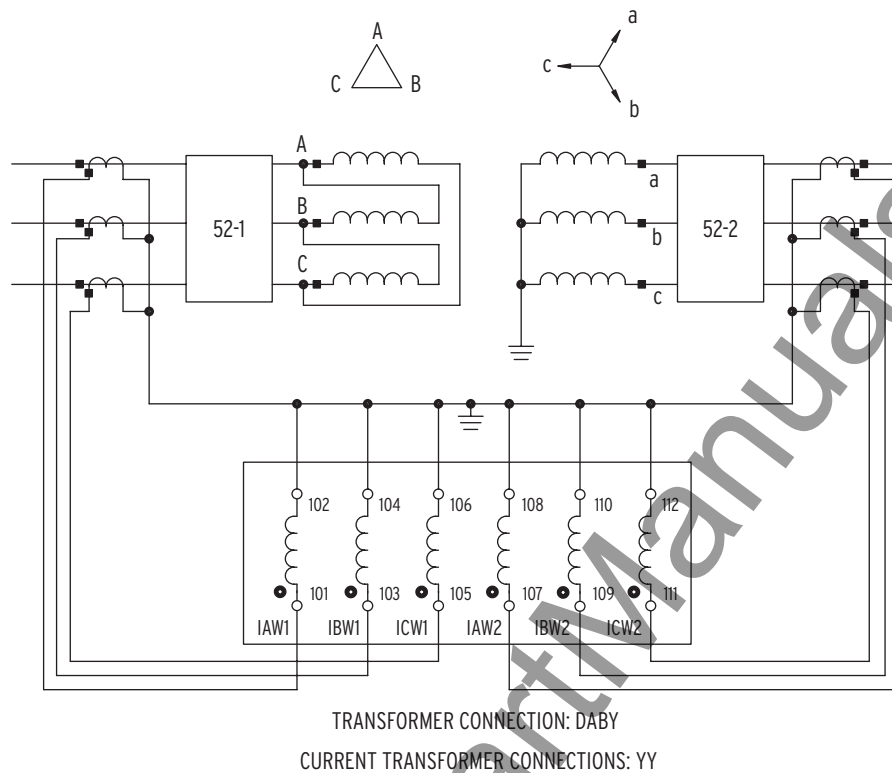 A
C B
a
c
b
A
B
C
52-1
a
b
c
52-2
102 104 106 108 110 112
101 103 105 107 109 111
IAW1 IBW1 ICW1 IAW2 IBW2 ICW2
TRANSFORMER CONNECTION: DABY
CURRENT TRANSFORMER CONNECTIONS: YY